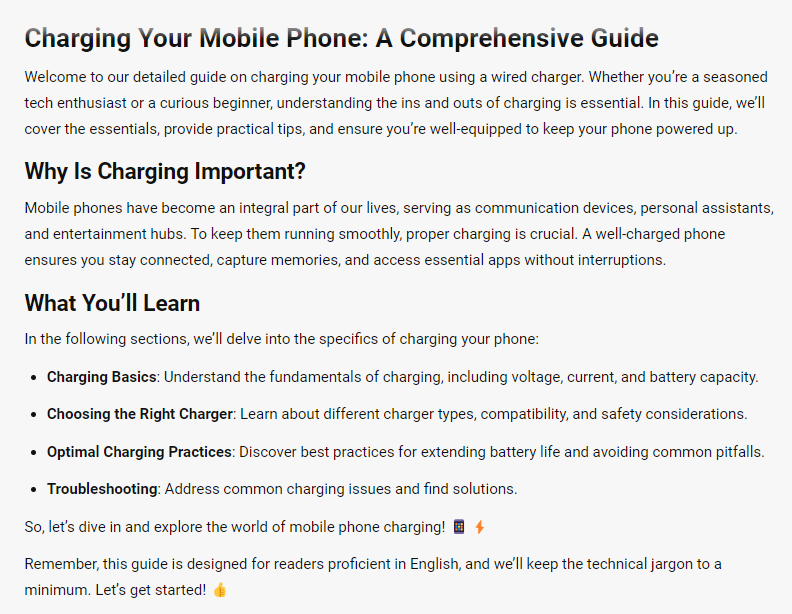 Charging Your Mobile Phone: A Comprehensive Guide
Welcome to our detailed guide on charging your mobile phone using a wired charger. Whether you’re a seasoned
tech enthusiast or a curious beginner, understanding the ins and outs of charging is essential. In this guide, we’ll
cover the essentials, provide practical tips, and ensure you’re well-equipped to keep your phone powered up.
Why Is Charging Important?
Mobile phones have become an integral part of our lives, serving as communication devices, personal assistants,
and entertainment hubs. To keep them running smoothly, proper charging is crucial. A well-charged phone
ensures you stay connected, capture memories, and access essential apps without interruptions.
What You’ll Learn
In the following sections, we’ll delve into the specifics of charging your phone:
• Charging Basics: Understand the fundamentals of charging, including voltage, current, and battery capacity.
• Choosing the Right Charger: Learn about different charger types, compatibility, and safety considerations.
• Optimal Charging Practices: Discover best practices for extending battery life and avoiding common pitfalls.
• Troubleshooting: Address common charging issues and find solutions.
So, let’s dive in and explore the world of mobile phone charging! 📱⚡
Remember, this guide is designed for readers proficient in English, and we’ll keep the technical jargon to a
minimum. Let’s get started! 👍